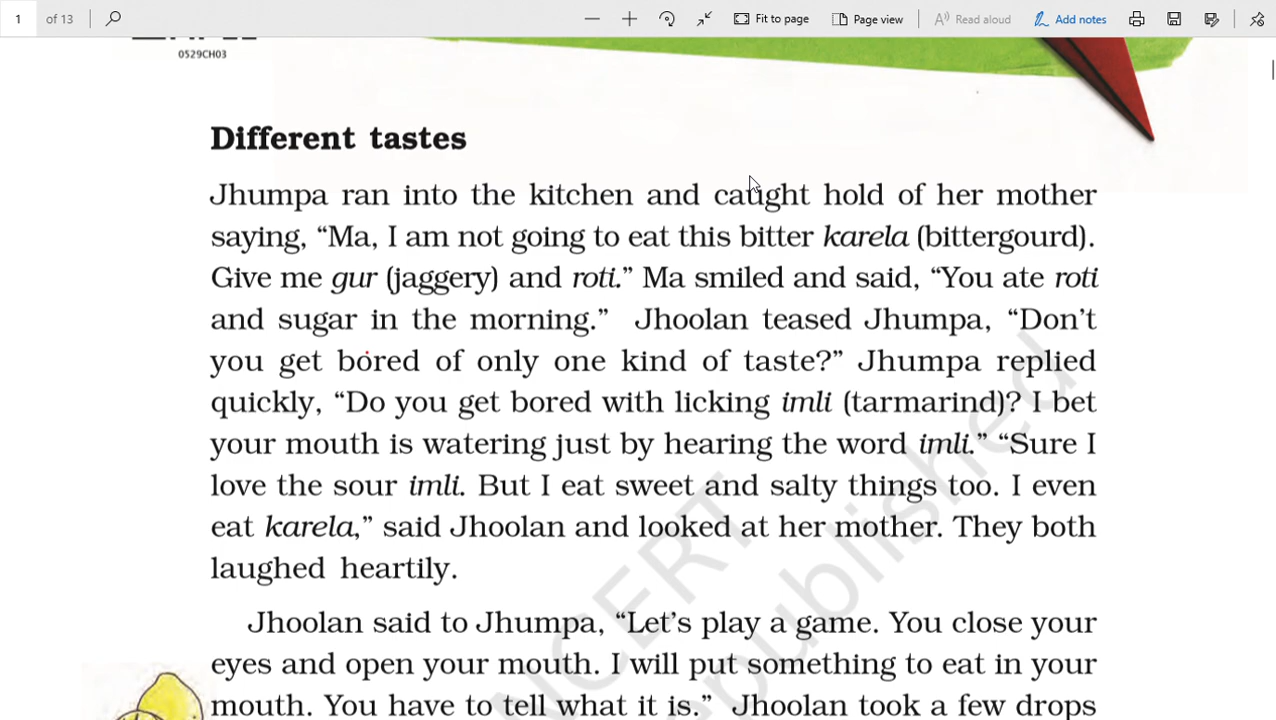 1 of 13 Fit to page Page view Read aloud Add notes
0529CH03
Different tastes
Jhumpa ran into the kitchen and caught hold of her mother
saying, “Ma, I am not going to eat this bitter karela (bittergourd).
Give me gur (jaggery) and roti.” Ma smiled and said, “You ate roti
and sugar in the morning.” Jhoolan teased Jhumpa, “Don’t
you get bored of only one kind of taste?” Jhumpa replied
quickly, “Do you get bored with licking imli (tarmarind)? I bet
your mouth is watering just by hearing the word imli.” “Sure I
love the sour imli. But I eat sweet and salty things too. I even
eat karela,” said Jhoolan and looked at her mother. They both
laughed heartily.
Jhoolan said to Jhumpa, “Let’s play a game. You close your
eyes and open your mouth. I will put something to eat in your
mouth. You have to tell what it is.” Jhoolan took a few drops
NCERT
republished